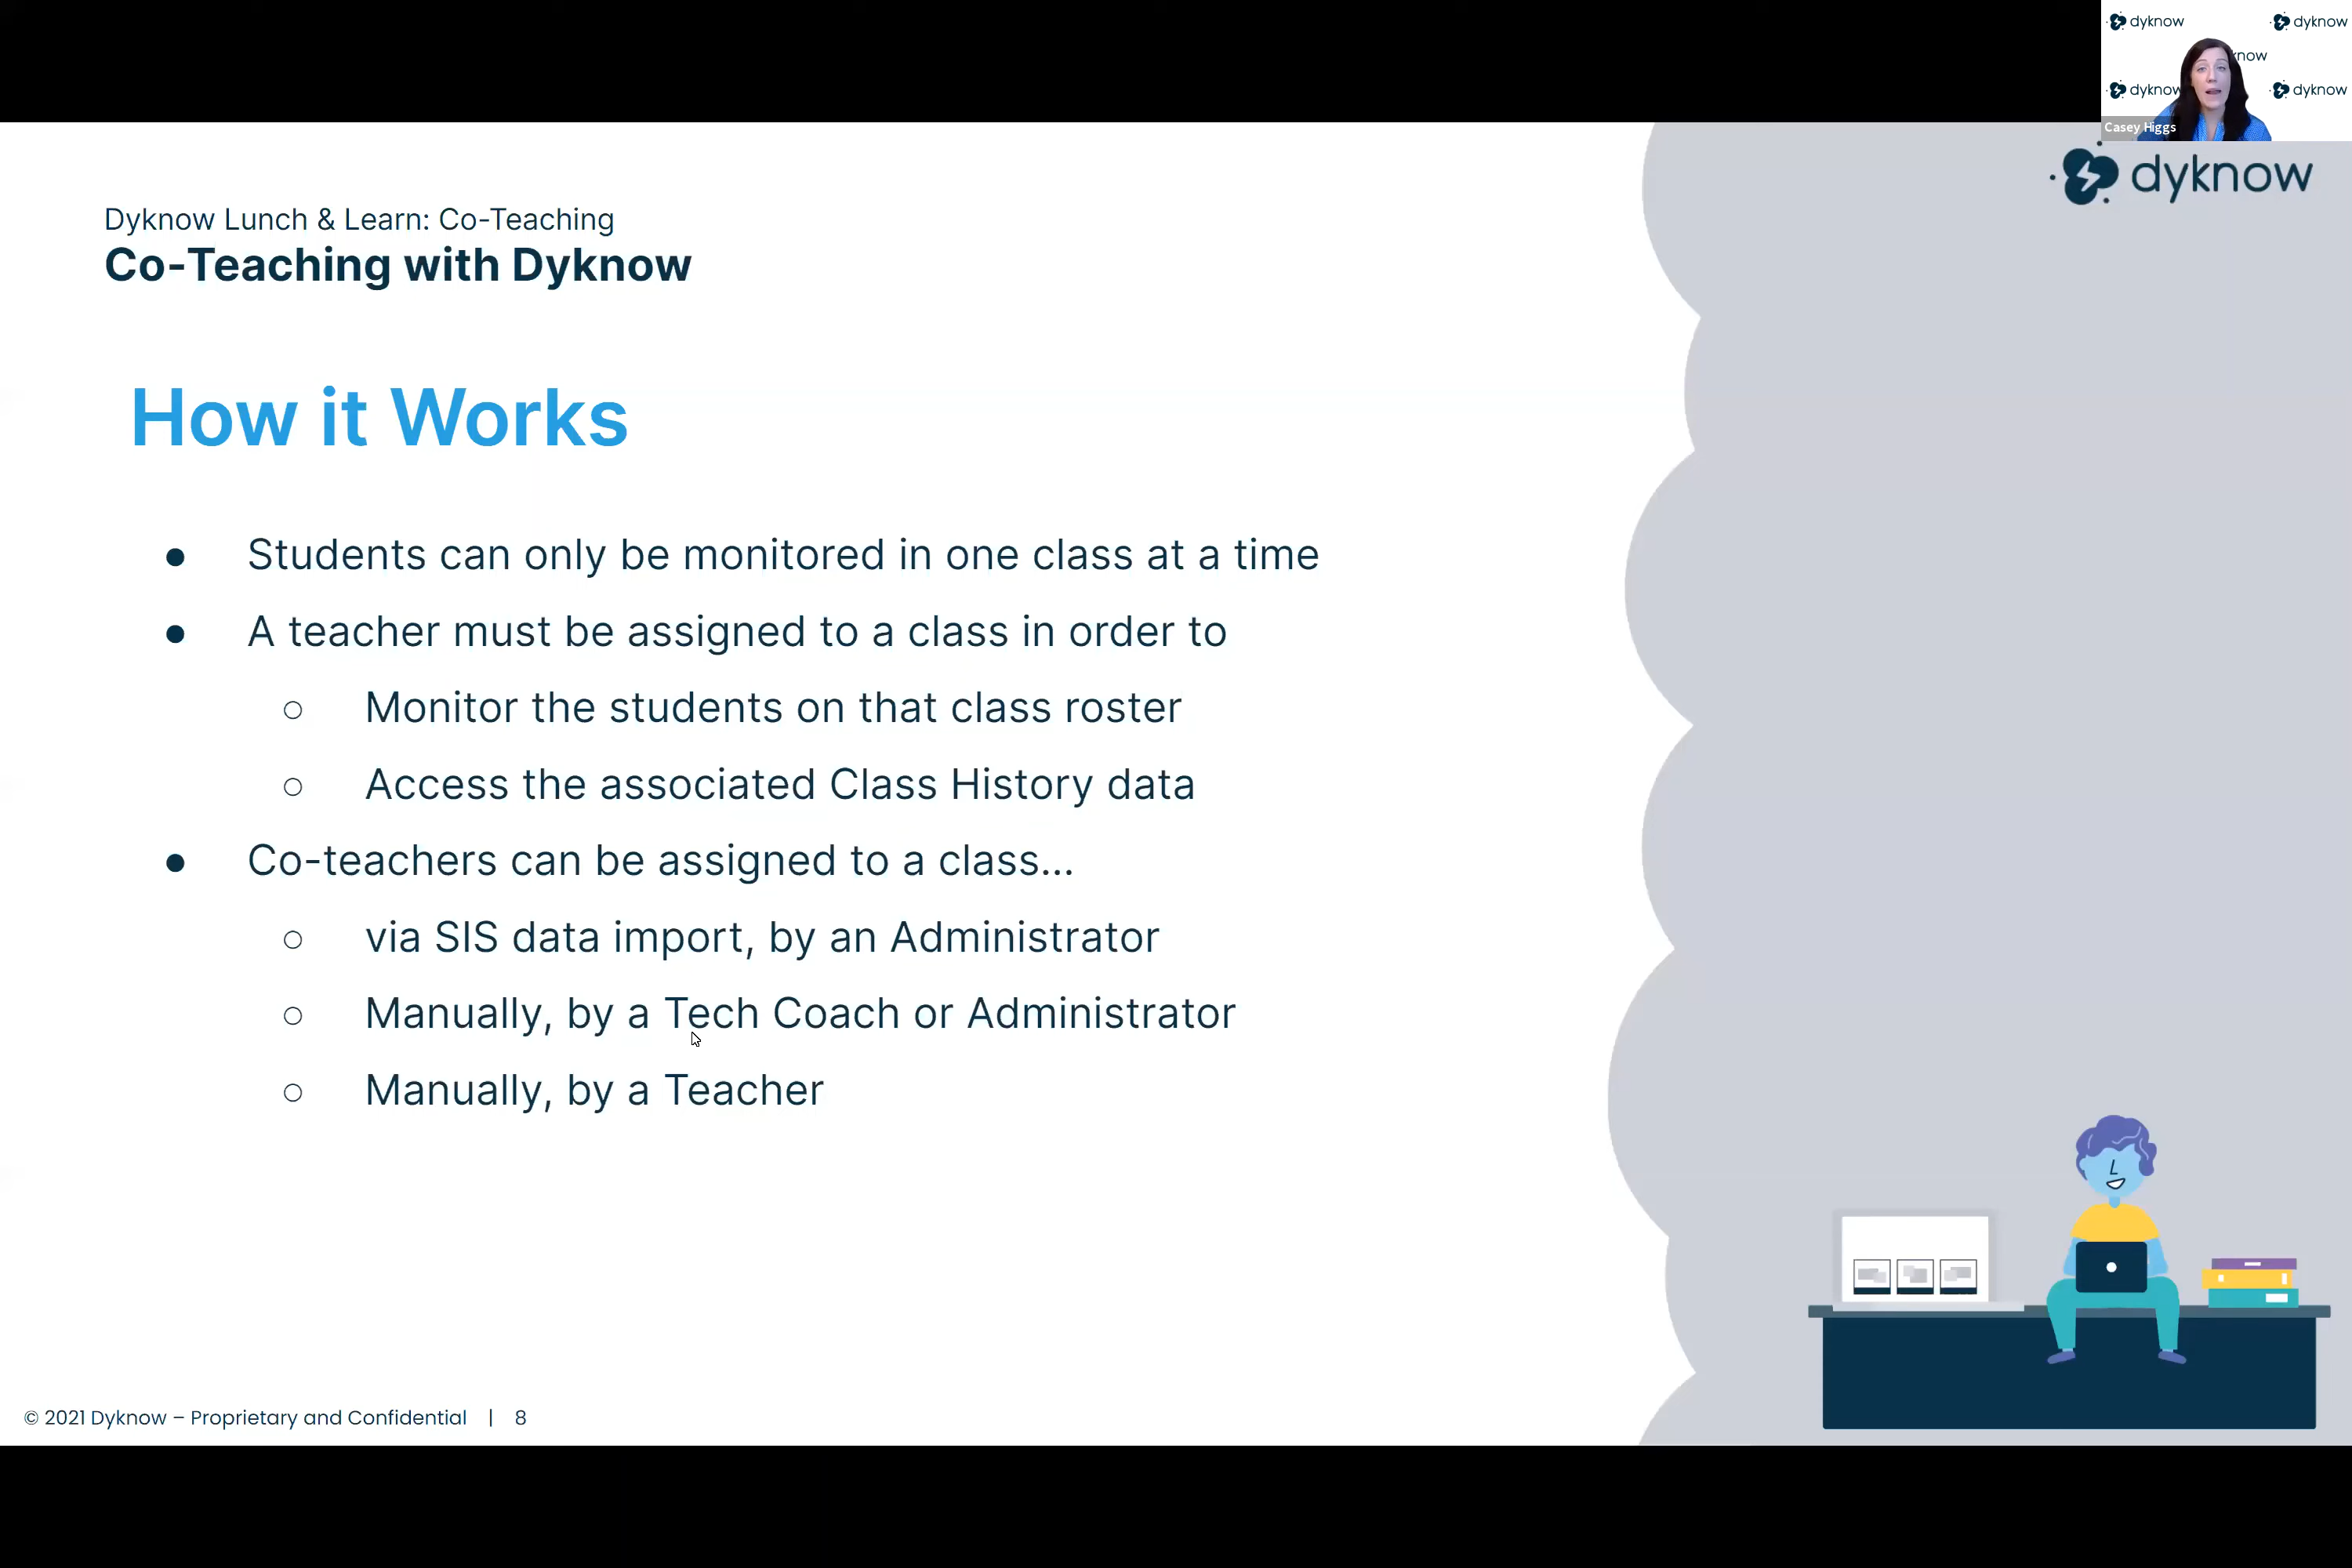 dyknow
dyknow
know
dyknow
dyknow
Casey Higgs
dyknow
Dyknow Lunch & Learn: Co-Teaching
Co-Teaching with Dyknow
How it Works
● Students can only be monitored in one class at a time
● A teacher must be assigned to a class in order to
○ Monitor the students on that class roster
○ Access the associated Class History data
● Co-teachers can be assigned to a class...
○ via SIS data import, by an Administrator
○ Manually, by a Tech Coach or Administrator
○ Manually, by a Teacher
© 2021 Dyknow – Proprietary and Confidential | 8